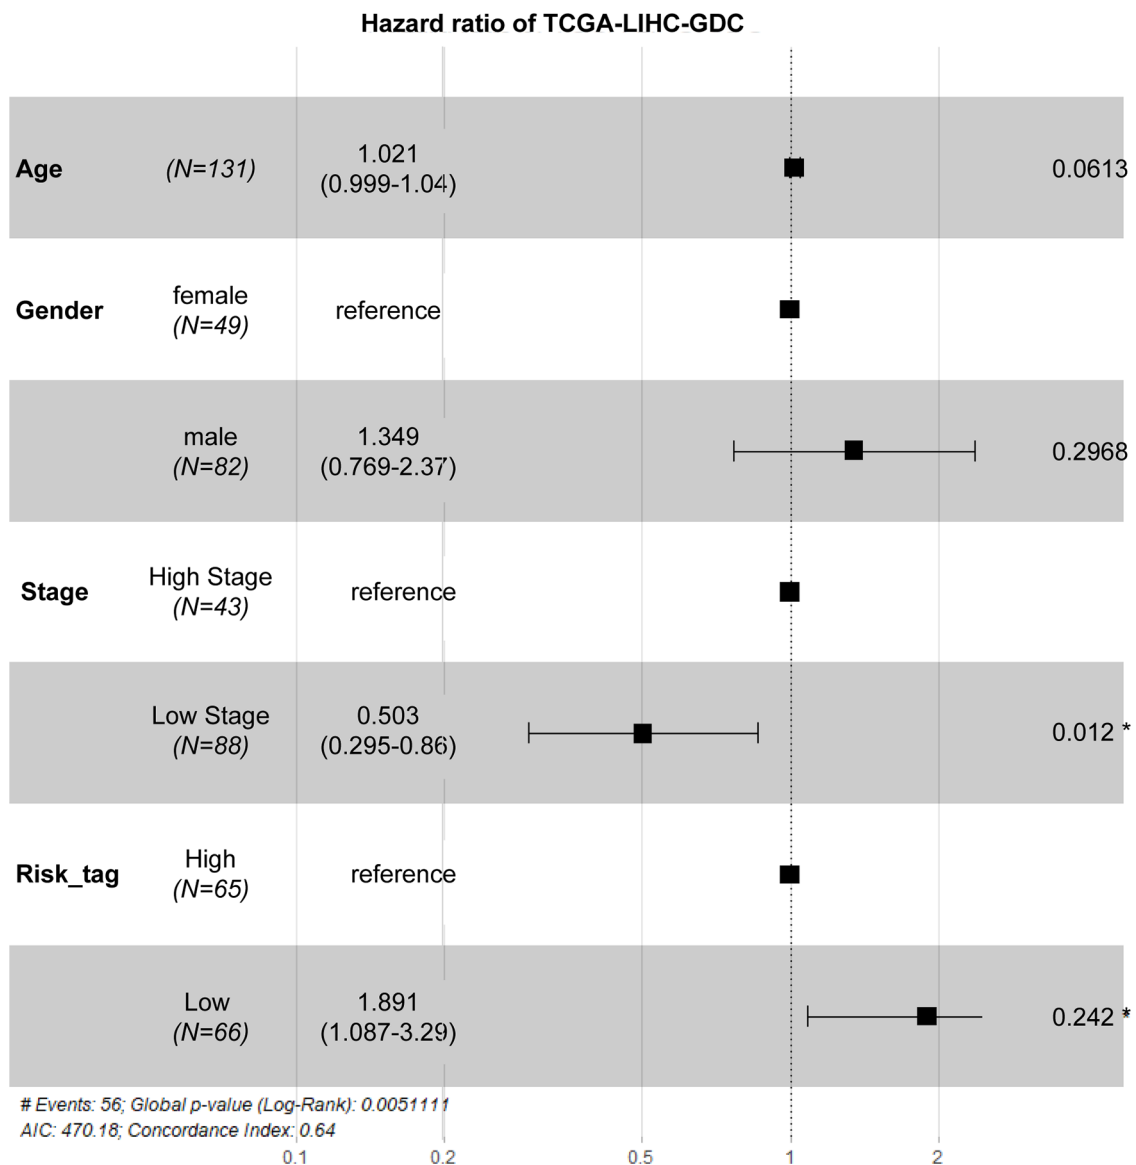 Hazard ratio of TCGA-LIHC-GDC
Age (N=131) 1.021 0.0613
(0.999-1.04)
Gender female reference
(N=49)
male 1.349 0.2968
(N=82) (0.769-2.37)
Stage High Stage reference
(N=43)
Low Stage 0.503 0.012 *
(N=88) (0.295-0.86)
Risk_tag High reference
(N=65)
Low 1.891 0.242 *
(N=66) (1.087-3.29)
# Events: 56; Global p-value (Log-Rank): 0.0051111
AIC: 470.18; Concordance Index: 0.64
0.1 0.2 0.5 1 2